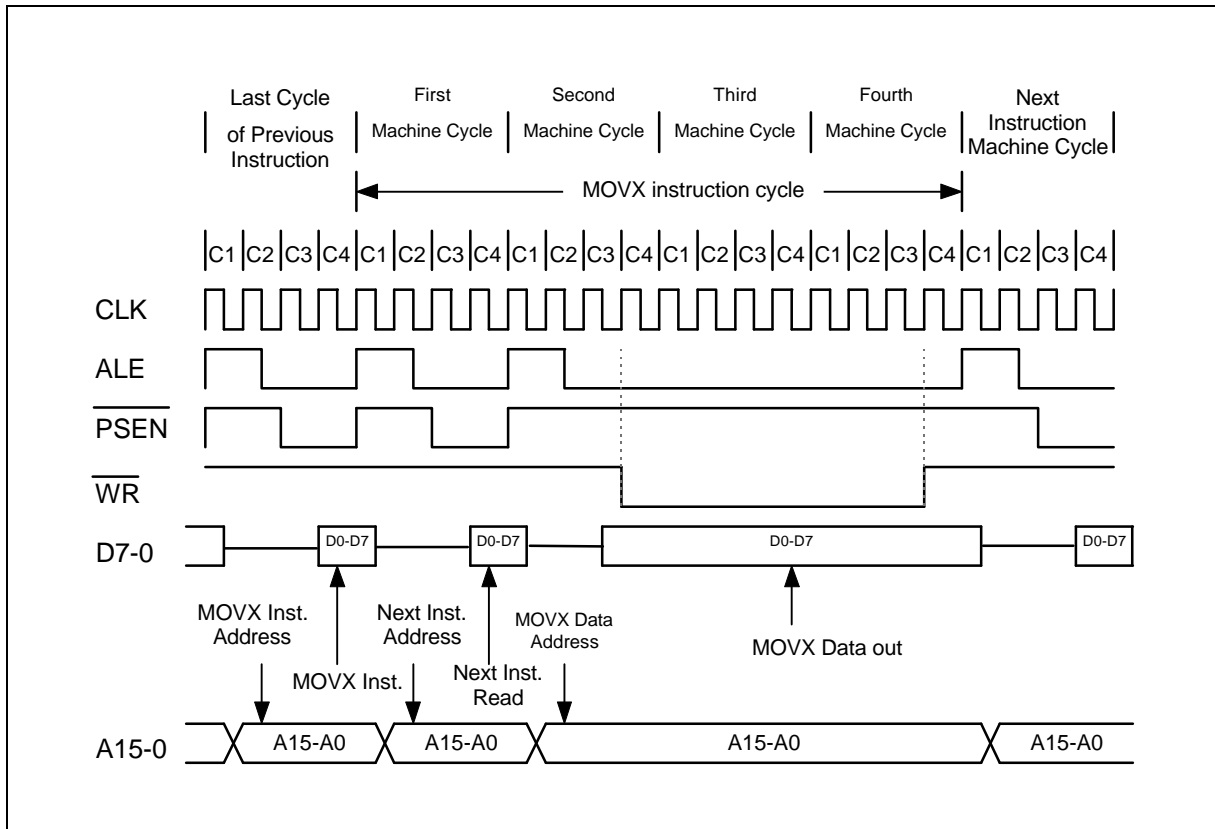 Last Cycle
of Previous
Instruction
First
Machine Cycle
Second
Machine Cycle
Third
Machine Cycle
Fourth
Machine Cycle
Next
Instruction
Machine Cycle
MOVX instruction cycle
C1 C2 C3 C4 C1 C2 C3 C4 C1 C2 C3 C4 C1 C2 C3 C4 C1 C2 C3 C4 C1 C2 C3 C4
CLK
ALE
PSEN
WR
D7-0
D0-D7 D0-D7 D0-D7 D0-D7
MOVX Inst.
Address
MOVX Inst.
Next Inst.
Address
Next Inst.
Read
MOVX Data
Address
MOVX Data out
A15-0
A15-A0 A15-A0 A15-A0 A15-A0